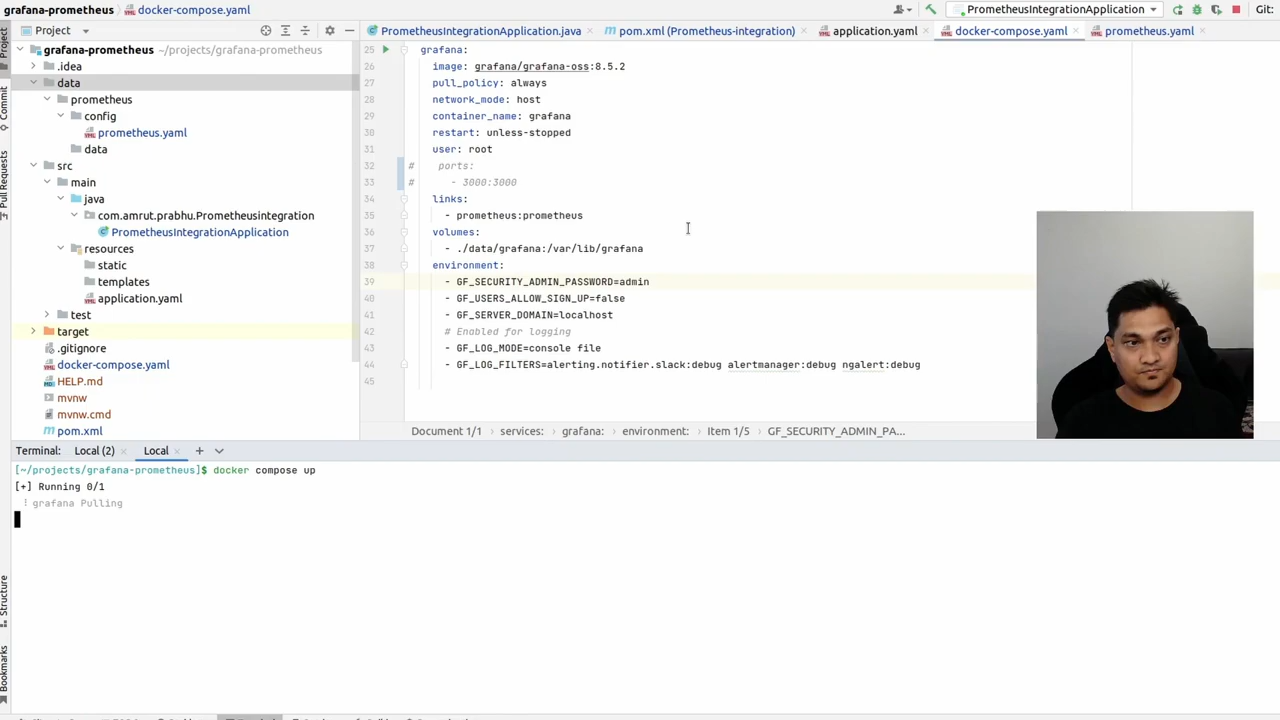 grafana-prometheus docker-compose.yaml PrometheusIntegrationApplication Git:
Project PrometheusIntegrationApplication.java pom.xml (Prometheus-integration) application.yaml docker-compose.yaml prometheus.yaml
grafana-prometheus ~/projects/grafana-prometheus
.idea
data
prometheus
config
prometheus.yaml
data
src
main
java
com.amrut.prabhu.Prometheusintegration
PrometheusIntegrationApplication
resources
static
templates
application.yaml
test
target
.gitignore
docker-compose.yaml
HELP.md
mvnw
mvnw.cmd
pom.xml
Project
Commit
Pull Requests
Structure
Bookmarks
25 grafana:
26 image: grafana/grafana-oss:8.5.2
27 pull_policy: always
28 network_mode: host
29 container_name: grafana
30 restart: unless-stopped
31 user: root
32 # ports:
33 # - 3000:3000
34 links:
35 - prometheus:prometheus
36 volumes:
37 - ./data/grafana:/var/lib/grafana
38 environment:
39 - GF_SECURITY_ADMIN_PASSWORD=admin
40 - GF_USERS_ALLOW_SIGN_UP=false
41 - GF_SERVER_DOMAIN=localhost
42 # Enabled for logging
43 - GF_LOG_MODE=console file
44 - GF_LOG_FILTERS=alerting.notifier.slack:debug alertmanager:debug ngalert:debug
45
Document 1/1 services: grafana: environment: Item 1/5 GF_SECURITY_ADMIN_PA...
Terminal: Local (2) Local
[~/projects/grafana-prometheus]$ docker compose up
[+] Running 0/1
grafana Pulling